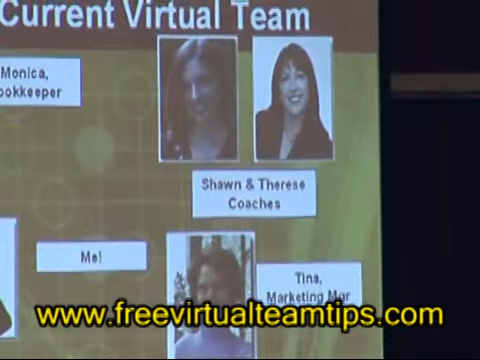 Current Virtual Team
Monica,
ookkeeper
Shawn & Therese
Coaches
Me!
Tina,
Marketing Mgr
www.freevirtualteamtips.com